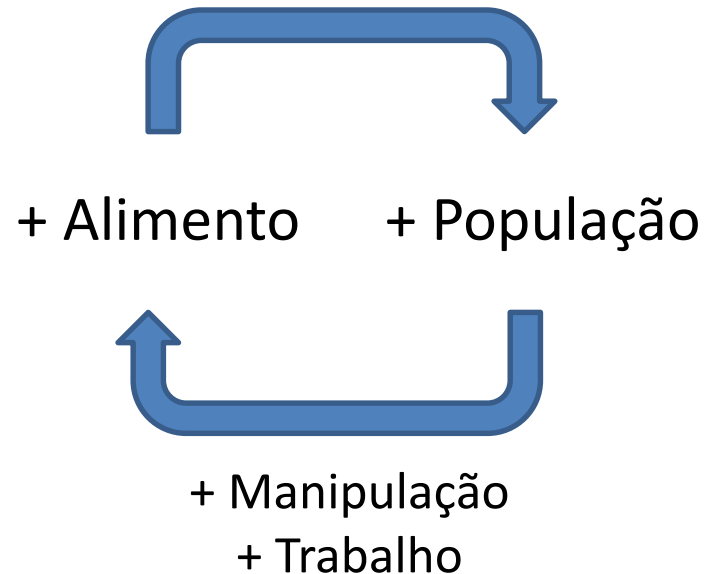 + Alimento + População
+ Manipulação
+ Trabalho